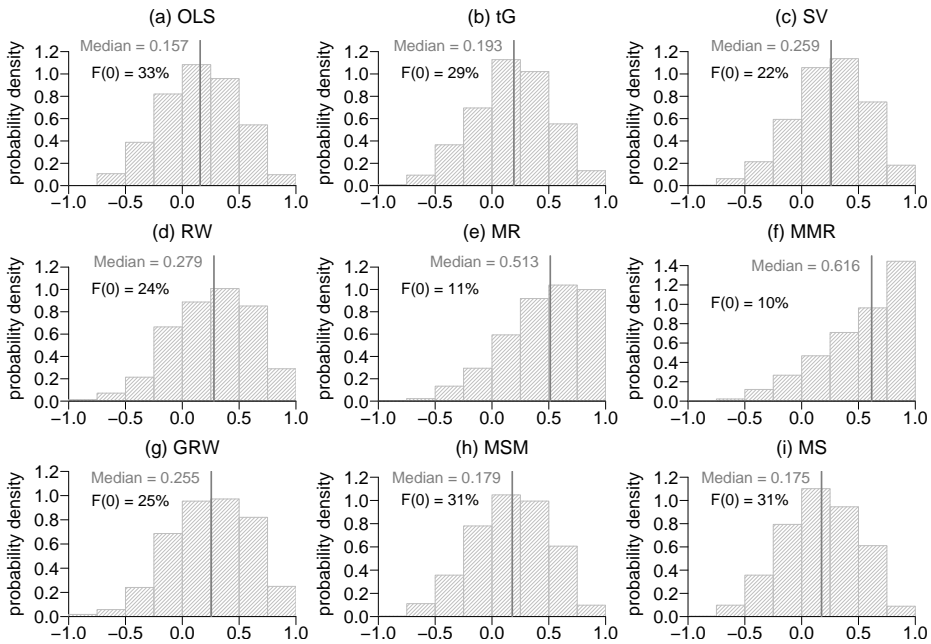 (a) OLS
(b) tG
(c) SV
Median = 0.157
Median = 0.193
Median = 0.259
F(0) = 33%
F(0) = 29%
F(0) = 22%
probability density
probability density
probability density
0.0 0.2 0.4 0.6 0.8 1.0 1.2
0.0 0.2 0.4 0.6 0.8 1.0 1.2
0.0 0.2 0.4 0.6 0.8 1.0 1.2
−1.0 −0.5 0.0 0.5 1.0
−1.0 −0.5 0.0 0.5 1.0
−1.0 −0.5 0.0 0.5 1.0
(d) RW
(e) MR
(f) MMR
Median = 0.279
Median = 0.513
Median = 0.616
F(0) = 24%
F(0) = 11%
F(0) = 10%
probability density
probability density
probability density
0.0 0.2 0.4 0.6 0.8 1.0 1.2
0.0 0.2 0.4 0.6 0.8 1.0 1.2
0.0 0.2 0.4 0.6 0.8 1.0 1.2 1.4
−1.0 −0.5 0.0 0.5 1.0
−1.0 −0.5 0.0 0.5 1.0
−1.0 −0.5 0.0 0.5 1.0
(g) GRW
(h) MSM
(i) MS
Median = 0.255
Median = 0.179
Median = 0.175
F(0) = 25%
F(0) = 31%
F(0) = 31%
probability density
probability density
probability density
0.0 0.2 0.4 0.6 0.8 1.0 1.2
0.0 0.2 0.4 0.6 0.8 1.0 1.2
0.0 0.2 0.4 0.6 0.8 1.0 1.2
−1.0 −0.5 0.0 0.5 1.0
−1.0 −0.5 0.0 0.5 1.0
−1.0 −0.5 0.0 0.5 1.0